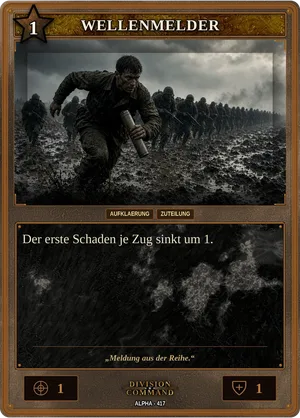 1
WELLENMELDER
AUFKLAERUNG ZUTEILUNG
Der erste Schaden je Zug sinkt um 1.
„Meldung aus der Reihe.“
1 DIVISION COMMAND 1
ALPHA - 417